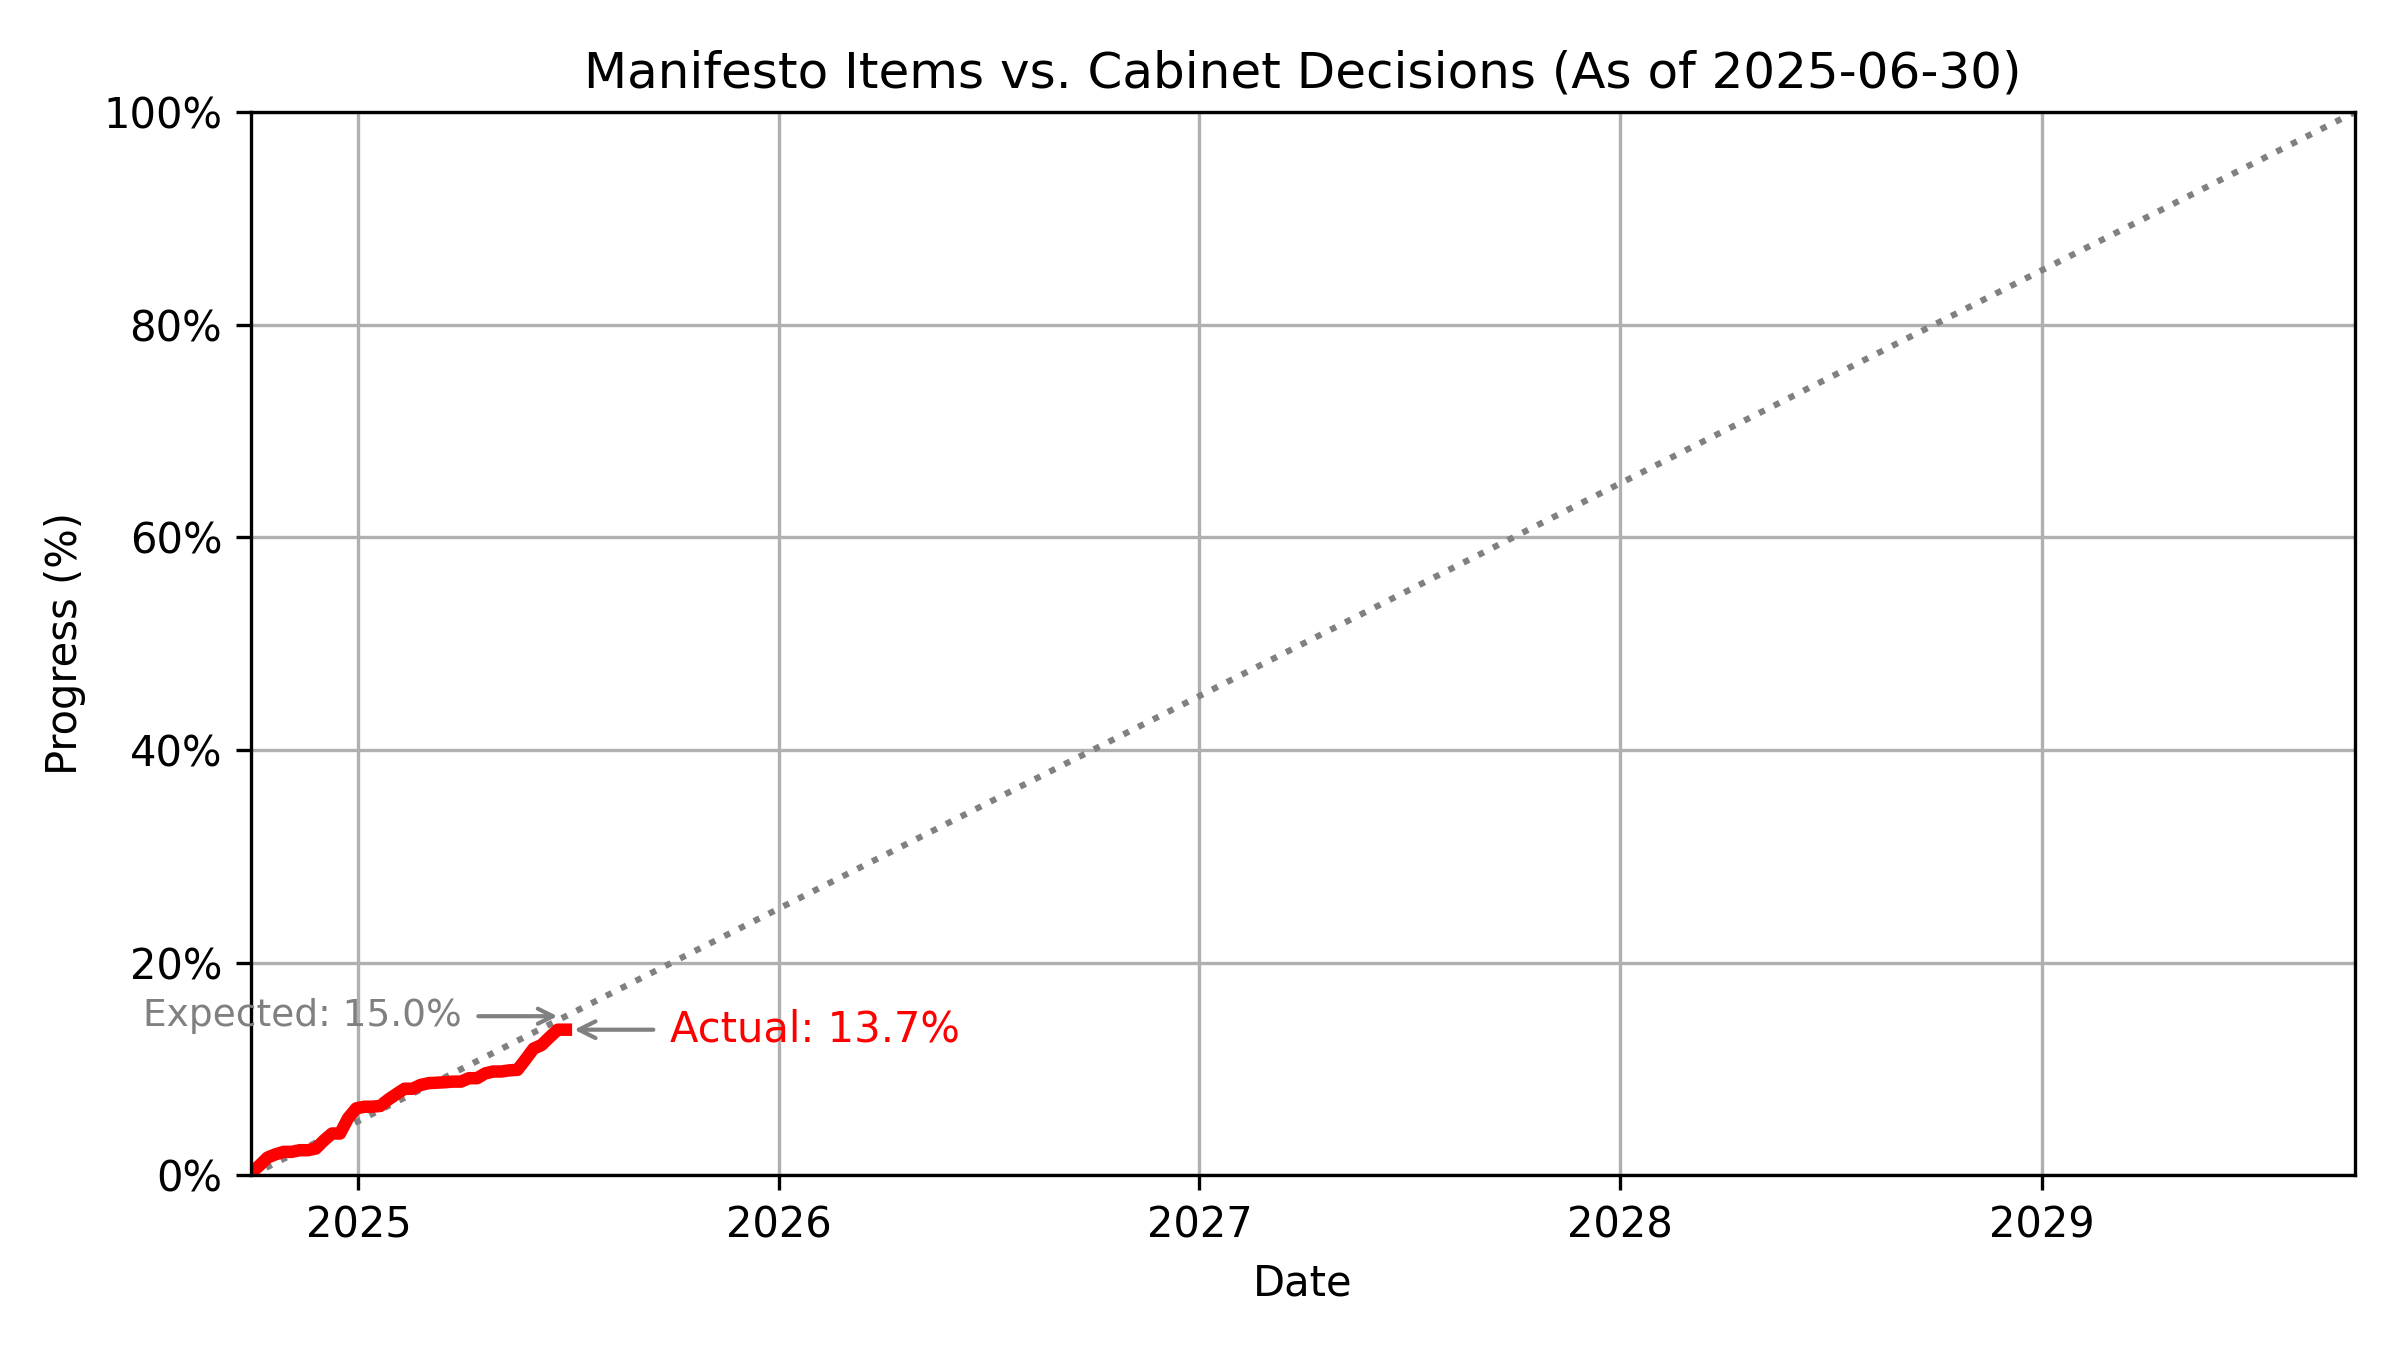 Manifesto Items vs. Cabinet Decisions (As of 2025-06-30)
100%
80%
60%
40%
20%
0%
Progress (%)
Expected: 15.0%
Actual: 13.7%
2025
2026
2027
2028
2029
Date